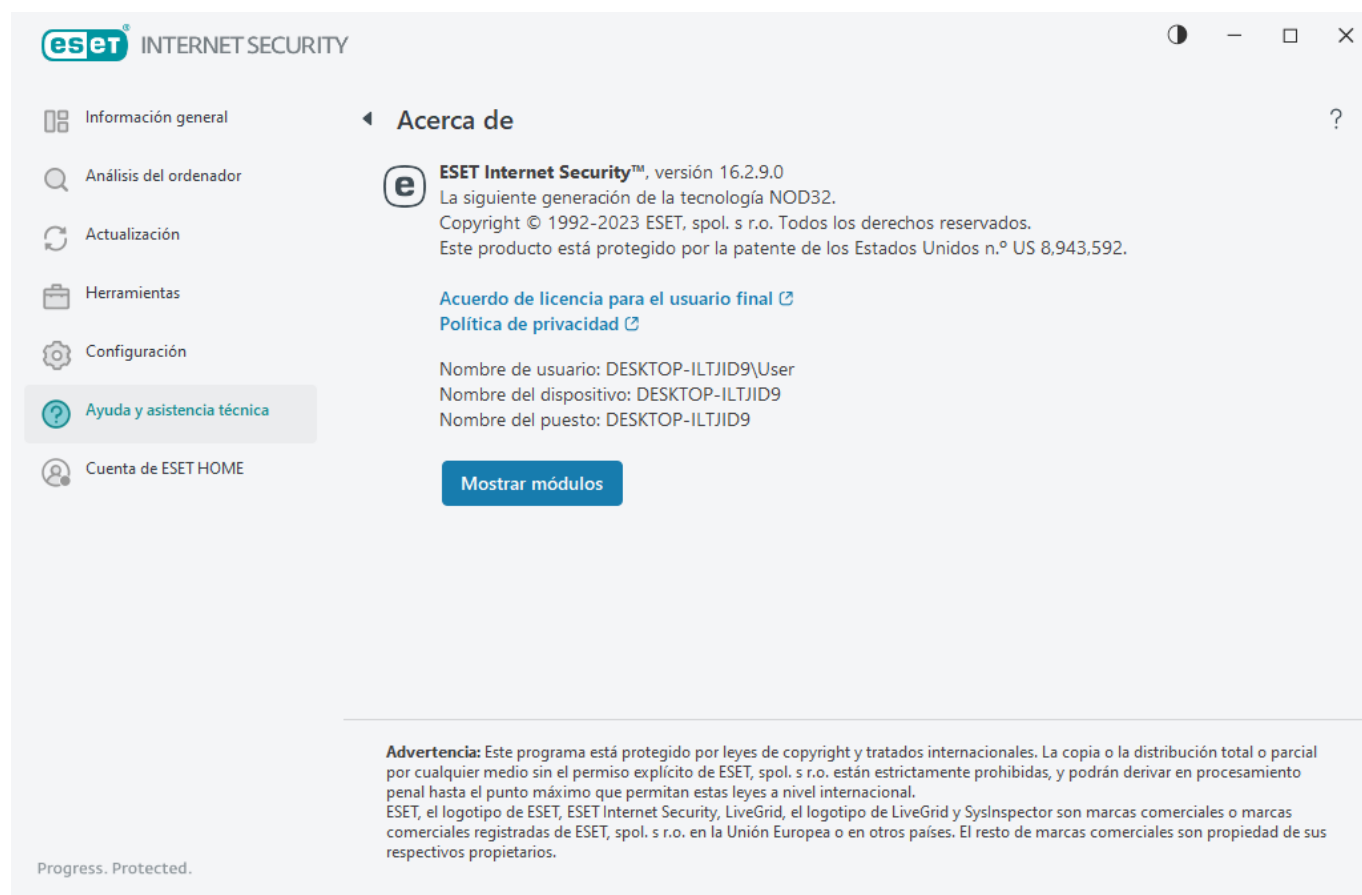 eset® INTERNET SECURITY
Información general
Análisis del ordenador
Actualización
Herramientas
Configuración
Ayuda y asistencia técnica
Cuenta de ESET HOME
Progress. Protected.
Acerca de
?
e
ESET Internet Security™, versión 16.2.9.0
La siguiente generación de la tecnología NOD32.
Copyright © 1992-2023 ESET, spol. s r.o. Todos los derechos reservados.
Este producto está protegido por la patente de los Estados Unidos n.º US 8,943,592.
Acuerdo de licencia para el usuario final
Política de privacidad
Nombre de usuario: DESKTOP-ILTJID9\User
Nombre del dispositivo: DESKTOP-ILTJID9
Nombre del puesto: DESKTOP-ILTJID9
Mostrar módulos
Advertencia: Este programa está protegido por leyes de copyright y tratados internacionales. La copia o la distribución total o parcial
por cualquier medio sin el permiso explícito de ESET, spol. s r.o. están estrictamente prohibidas, y podrán derivar en procesamiento
penal hasta el punto máximo que permitan estas leyes a nivel internacional.
ESET, el logotipo de ESET, ESET Internet Security, LiveGrid, el logotipo de LiveGrid y SysInspector son marcas comerciales o marcas
comerciales registradas de ESET, spol. s r.o. en la Unión Europea o en otros países. El resto de marcas comerciales son propiedad de sus
respectivos propietarios.